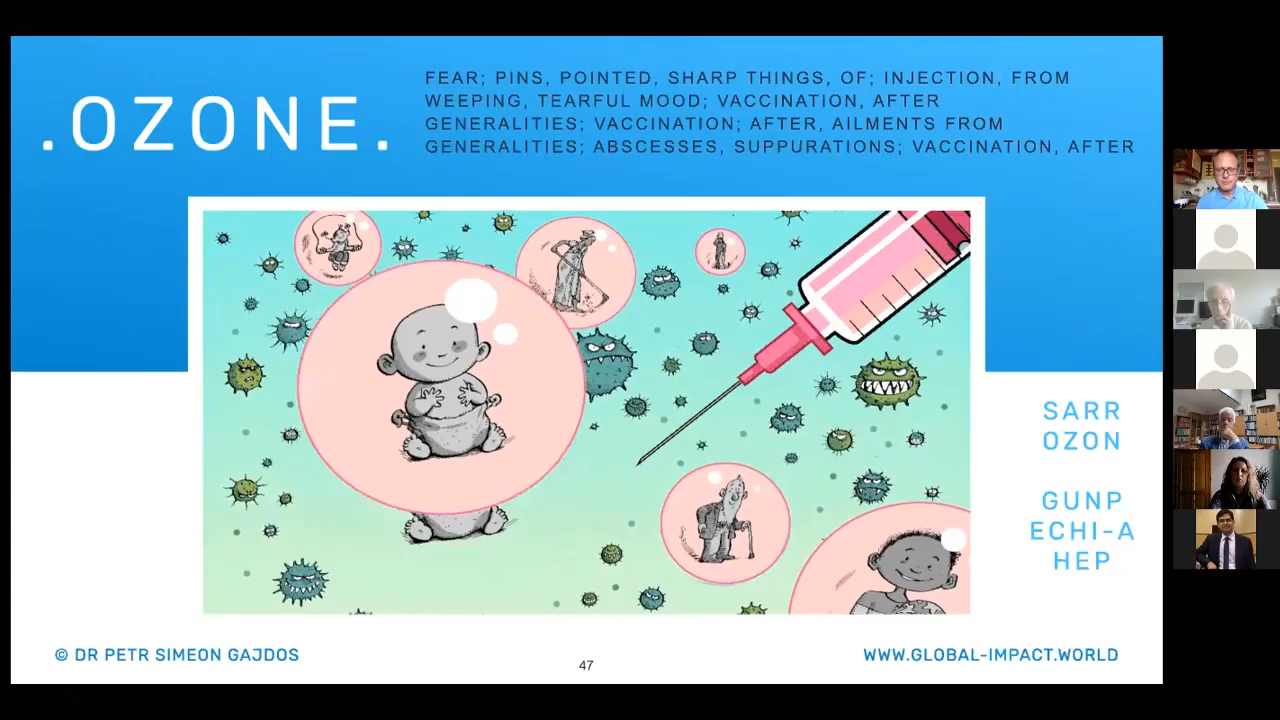 .OZONE.
FEAR; PINS, POINTED, SHARP THINGS, OF; INJECTION, FROM
WEEPING, TEARFUL MOOD; VACCINATION, AFTER
GENERALITIES; VACCINATION; AFTER, AILMENTS FROM
GENERALITIES; ABSCESSES, SUPPURATIONS; VACCINATION, AFTER
SARR
OZON
GUNP
ECHI-A
HEP
© DR PETR SIMEON GAJDOS
47
WWW.GLOBAL-IMPACT.WORLD